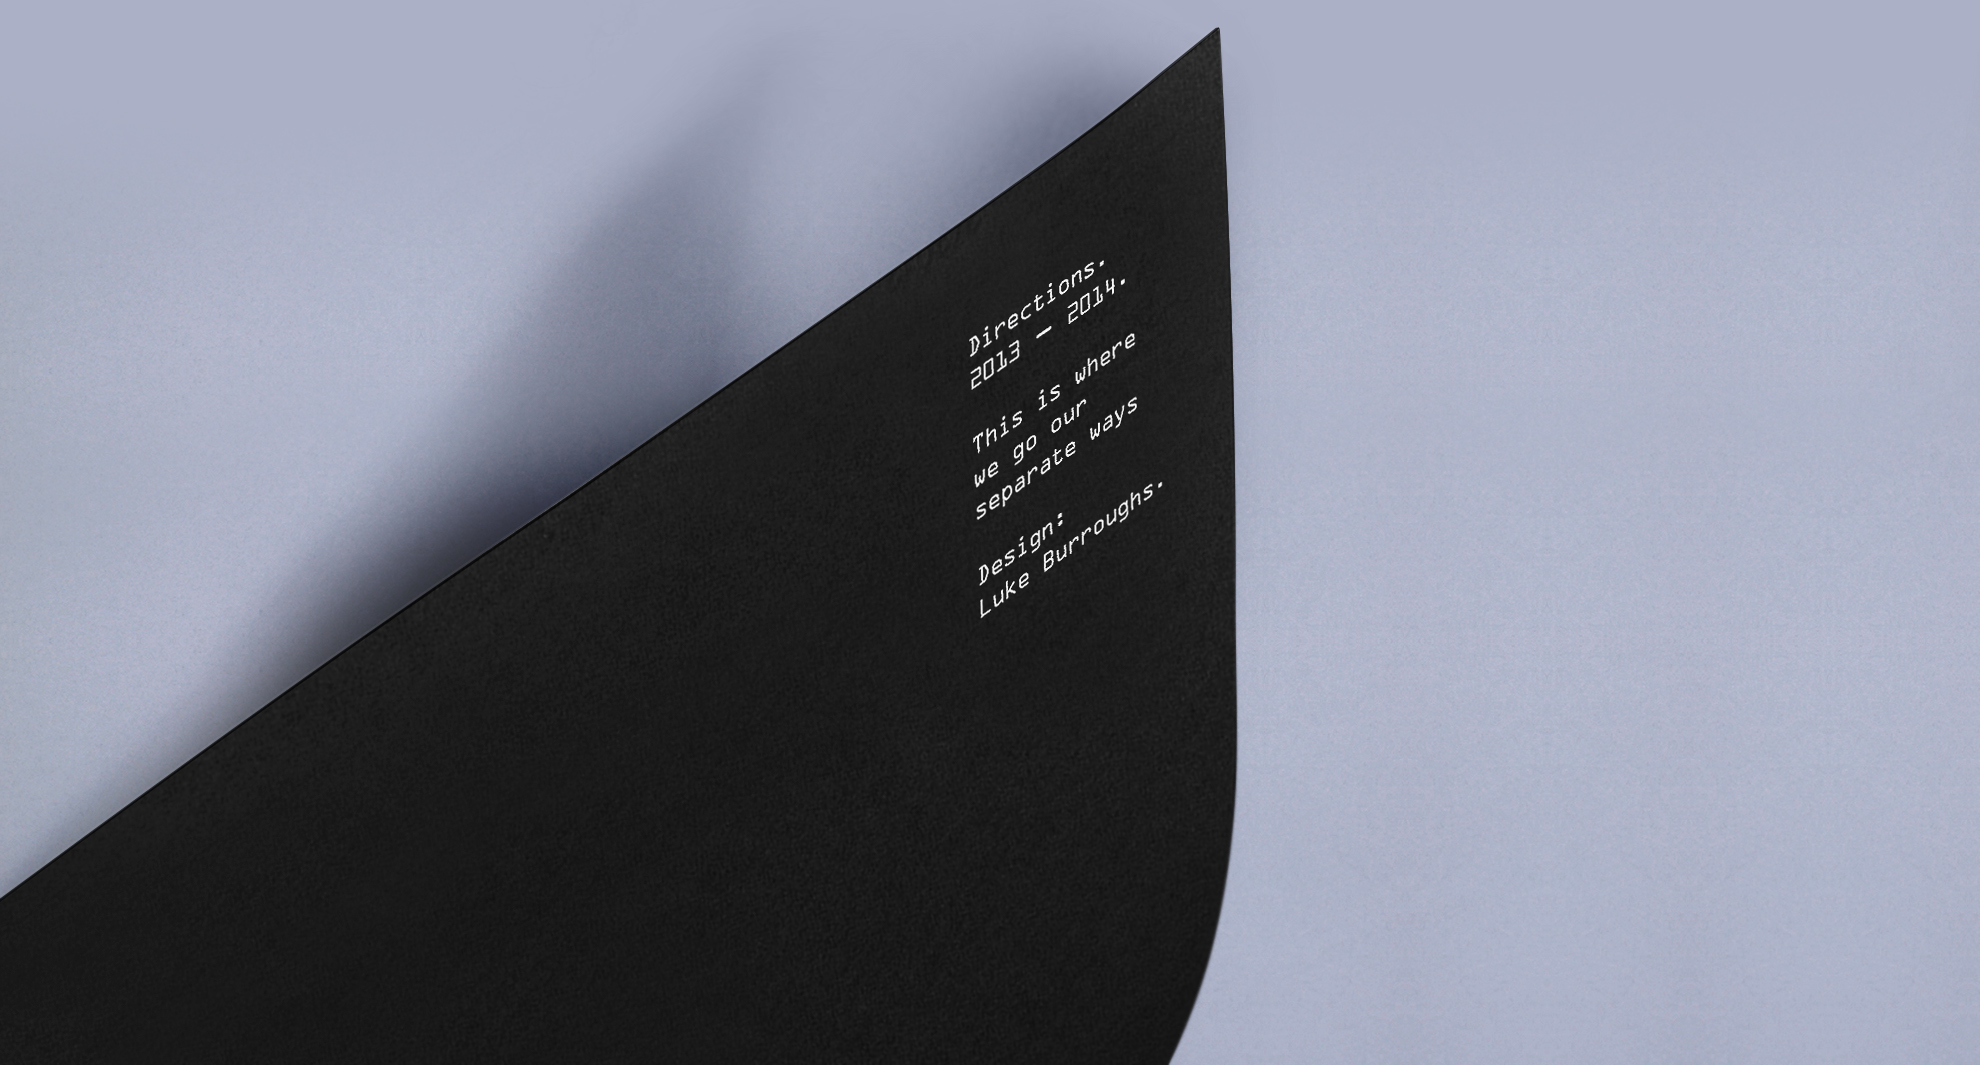 Directions.
2013 — 2014.
This is where
we go our
separate ways
Design:
Luke Burroughs.